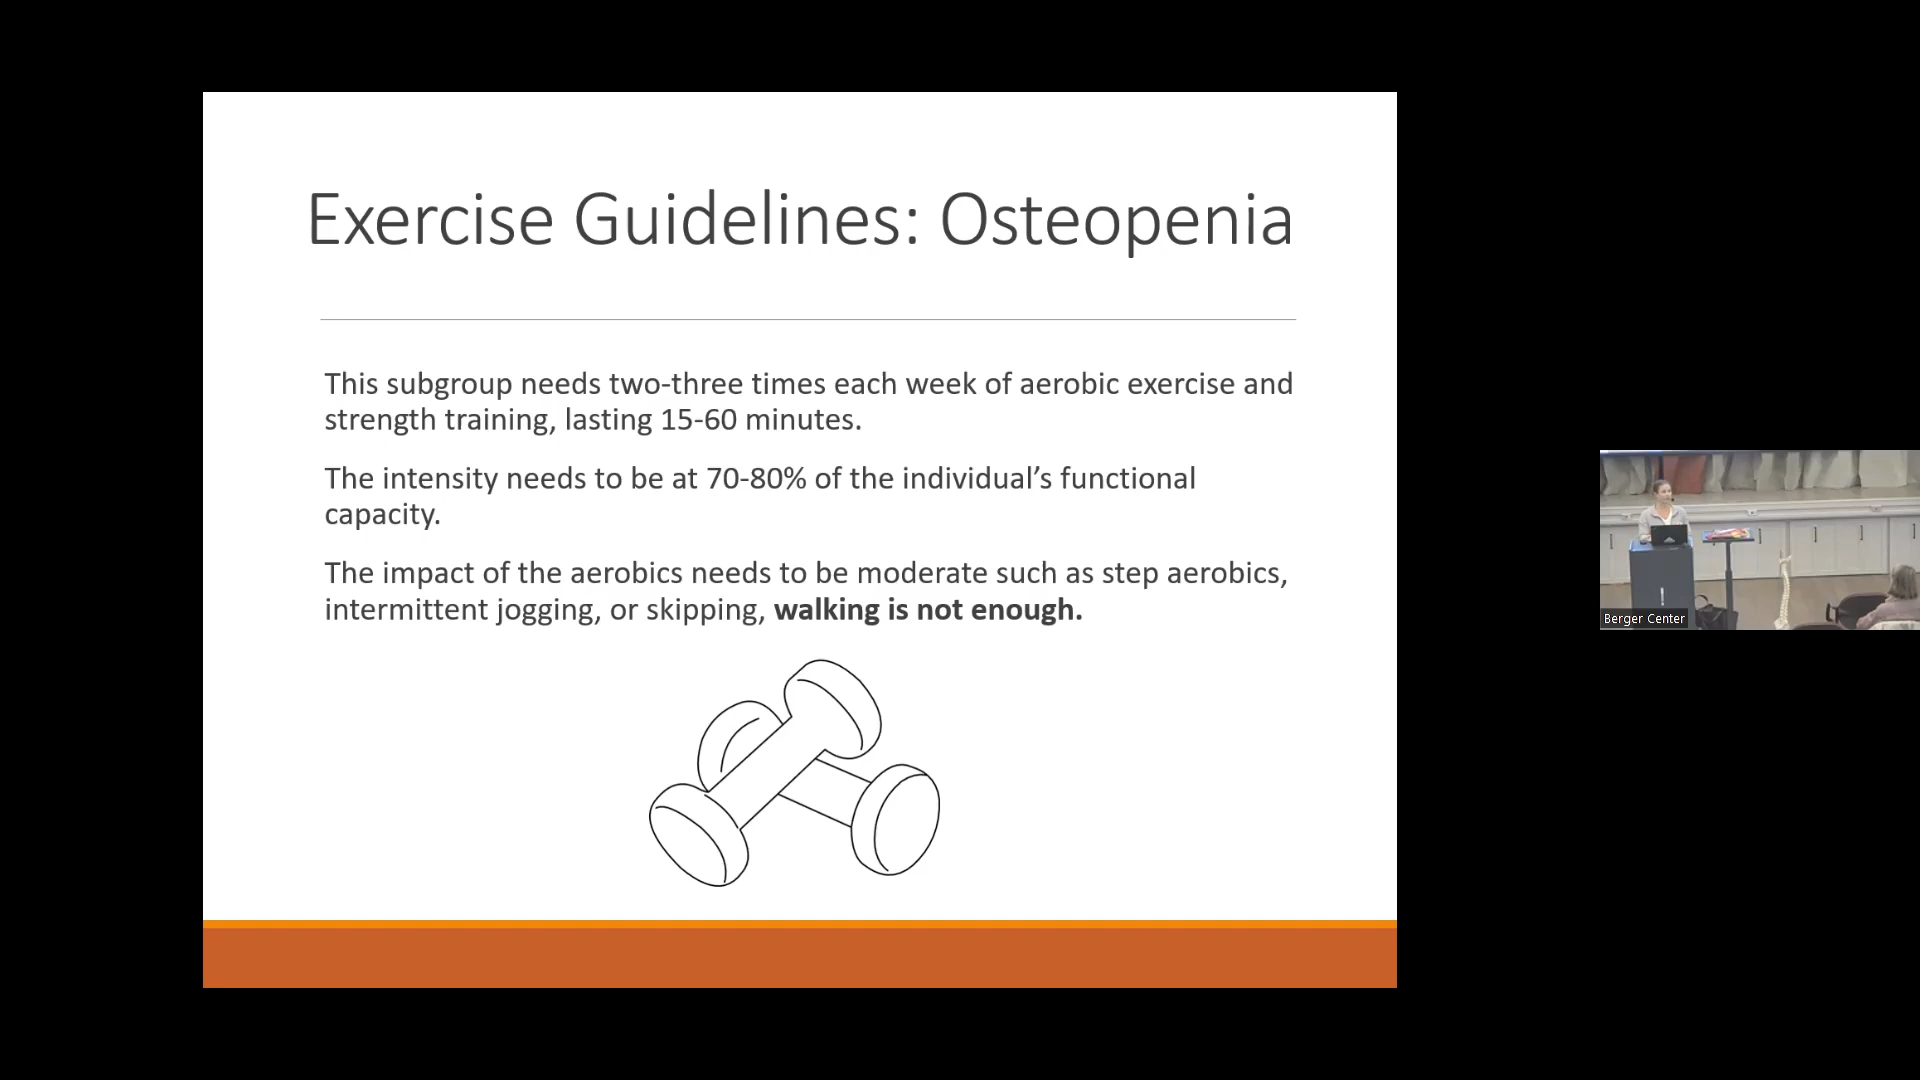 Exercise Guidelines: Osteopenia
This subgroup needs two-three times each week of aerobic exercise and
strength training, lasting 15-60 minutes.
The intensity needs to be at 70-80% of the individual’s functional
capacity.
The impact of the aerobics needs to be moderate such as step aerobics,
intermittent jogging, or skipping, walking is not enough.
Berger Center